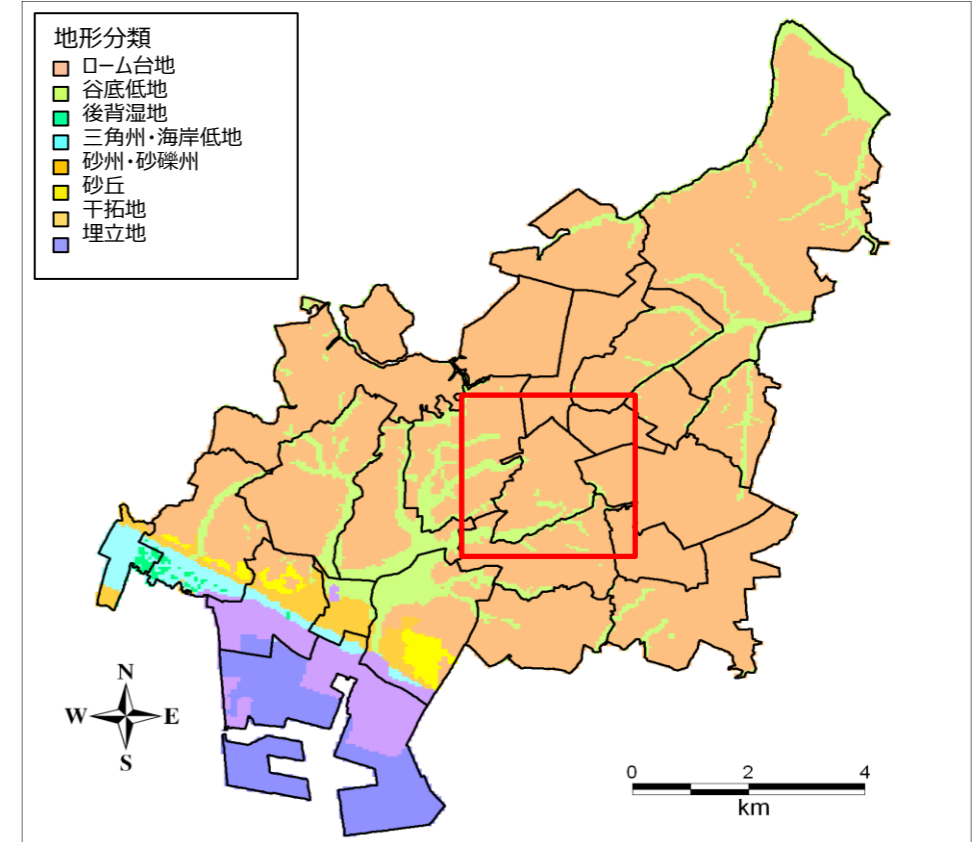 地形分類
ローム台地
谷底低地
後背湿地
三角州・海岸低地
砂州・砂礫州
砂丘
干拓地
埋立地
N
W E
S
0 2 4
km